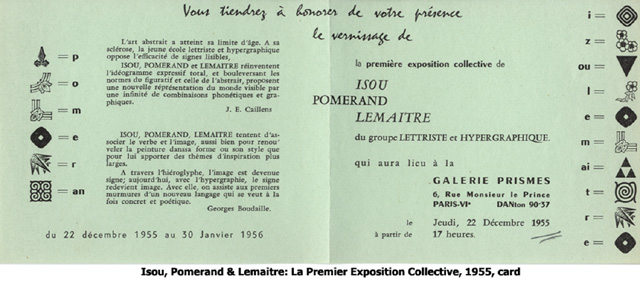 Vous tiendrez à honorer de votre présence
le vernissage de
L'art abstrait a atteint sa limite d'âge. A sa
sclérose, la jeune école lettriste et hypergraphique
oppose l'efficacité de signes lisibles,
ISOU, POMERAND et LEMAITRE réinventent
l'idéogramme expressif total, et bouleversant les
normes du figuratif et celle de l'abstrait, proposent
une nouvelle représentation du monde visible par
une infinité de combinaisons phonétiques et gra-
phiques.
J. E. Caillens
ISOU, POMERAND, LEMAITRE tentent d'as-
socier le verbe et l'image, aussi bien pour renou-
veler la peinture danssa forme ou son style que
pour lui apporter des thèmes d'inspiration plus
larges.
A travers l'hiéroglyphe, l'image est devenue
signe; aujourd'hui, avec l'hypergraphie, le signe
redevient image. Avec elle, on assiste aux premiers
murmures d'un nouveau langage qui se veut à la
fois concret et poétique.
Georges Boudaille.
du 22 décembre 1955 au 30 Janvier 1956
= p
= o
= m
= e
= r
= an
la première exposition collective de
ISOU
POMERAND
LEMAITRE
du groupe LETTRISTE et HYPERGRAPHIQUE.
qui aura lieu à la
GALERIE PRISMES
6, Rue Monsieur le Prince
PARIS-VIᵉ DANton 90-37
le Jeudi, 22 Décembre 1955
à partir de 17 heures.
i =
z =
ou =
l =
e =
m =
ai =
t =
r =
e =
Isou, Pomerand & Lemaitre: La Premier Exposition Collective, 1955, card